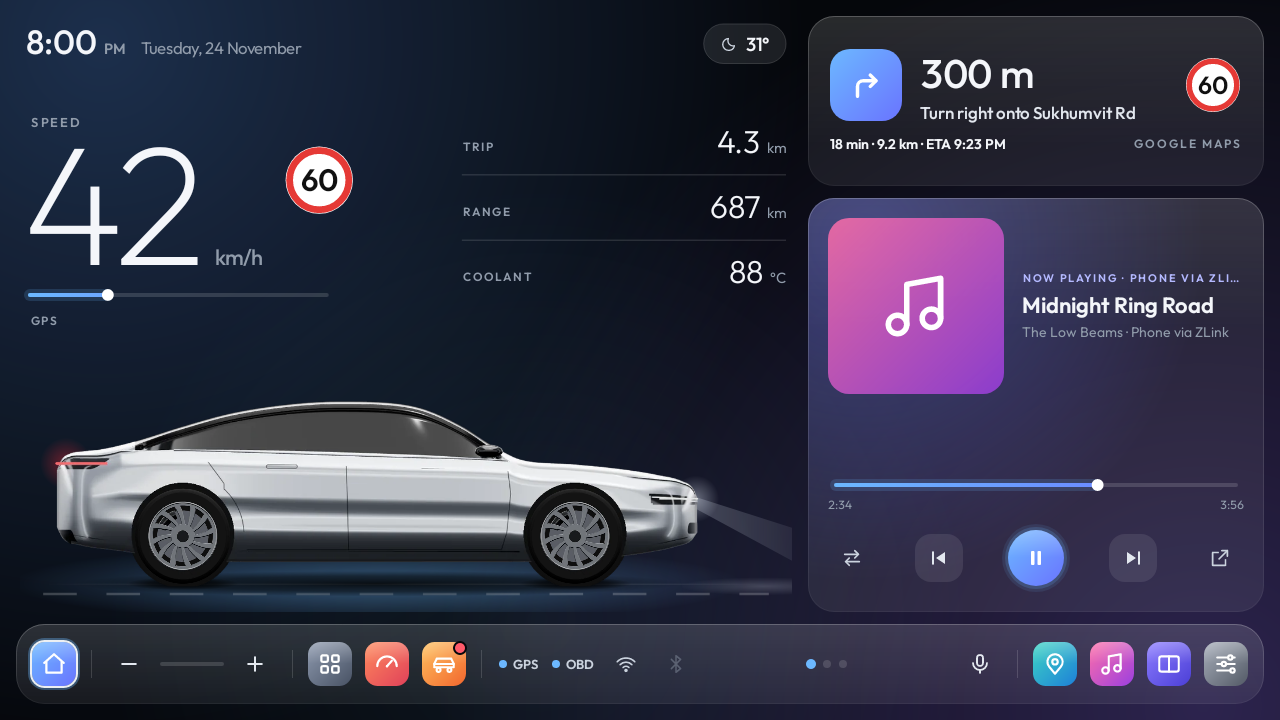 8:00 PM Tuesday, 24 November
31°
SPEED
42 km/h
60
GPS
TRIP 4.3 km
RANGE 687 km
COOLANT 88 °C
300 m
Turn right onto Sukhumvit Rd
60
18 min · 9.2 km · ETA 9:23 PM
GOOGLE MAPS
NOW PLAYING · PHONE VIA ZLI...
Midnight Ring Road
The Low Beams · Phone via ZLink
2:34 3:56
GPS OBD